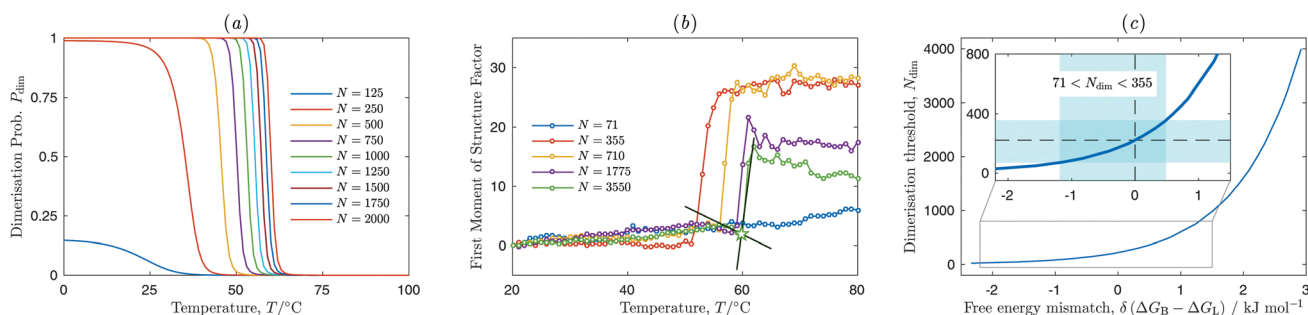 (a)
Dimerisation Prob. P_dim
1
0.75
0.5
0.25
0
N = 125
N = 250
N = 500
N = 750
N = 1000
N = 1250
N = 1500
N = 1750
N = 2000
0 25 50 75 100
Temperature, T/°C
(b)
First Moment of Structure Factor
40
30
20
10
0
N = 71
N = 355
N = 710
N = 1775
N = 3550
20 40 60 80
Temperature, T/°C
(c)
Dimerisation threshold, N_dim
4000
3000
2000
1000
0
800
400
0
71 < N_dim < 355
-2 -1 0 1
-2 -1 0 1 2 3
Free energy mismatch, δ (ΔG_B − ΔG_L) / kJ mol⁻¹